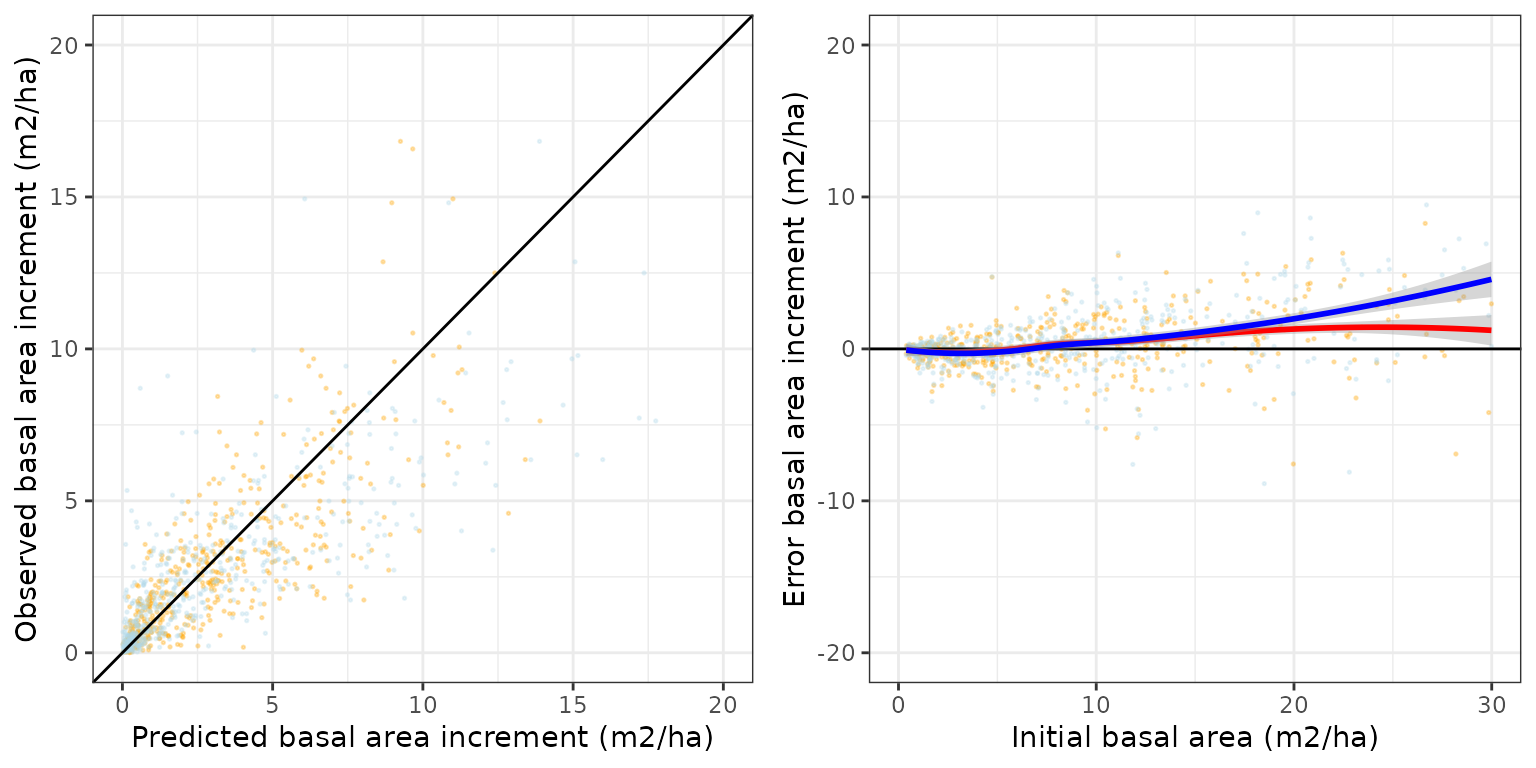 Observed basal area increment (m2/ha)
20
15
10
5
0
0 5 10 15 20
Predicted basal area increment (m2/ha)
Error basal area increment (m2/ha)
20
10
0
-10
-20
0 10 20 30
Initial basal area (m2/ha)